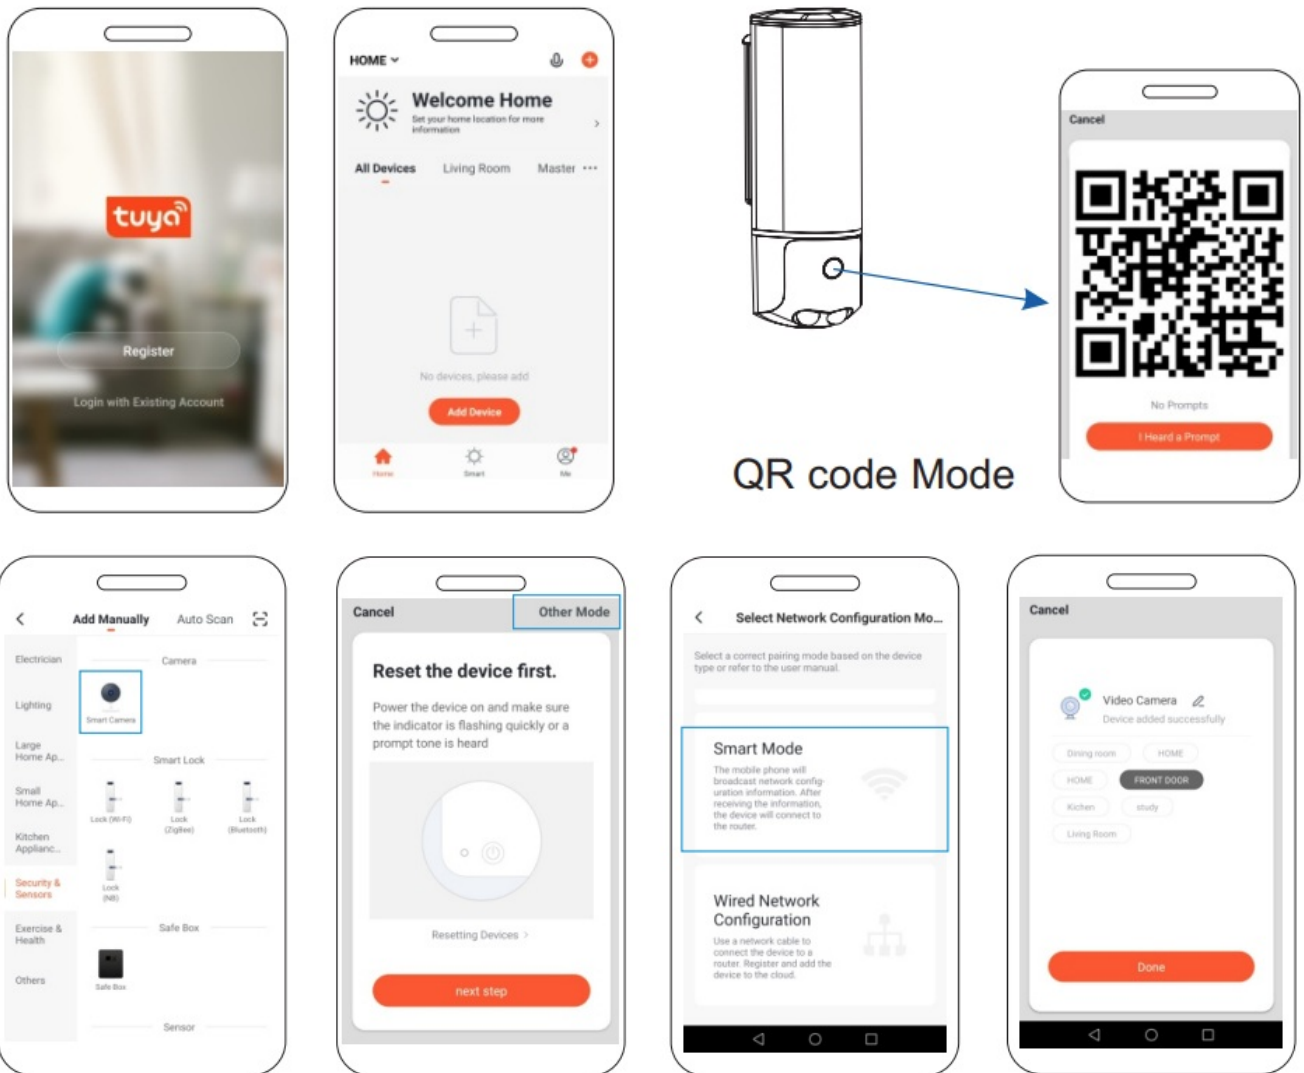 tuya
Register
Login with Existing Account
HOME
Welcome Home
Set your home location for more
information
All Devices
Living Room
Master ...
No devices, please add
Add Device
Home
Smart
Me
QR code Mode
Cancel
No Prompts
I Heard a Prompt
Add Manually
Auto Scan
Electrician
Lighting
Large
Home Ap...
Small
Home Ap...
Kitchen
Applianc...
Security &
Sensors
Exercise &
Health
Others
Camera
Smart Camera
Smart Lock
Lock (Wi-Fi)
Lock
(ZigBee)
Lock
(Bluetooth)
Lock
(NB)
Safe Box
Safe Box
Sensor
Cancel
Other Mode
Reset the device first.
Power the device on and make sure
the indicator is flashing quickly or a
prompt tone is heard
Resetting Devices >
next step
Select Network Configuration Mo...
Select a correct pairing mode based on the device
type or refer to the user manual.
Smart Mode
The mobile phone will
broadcast network config-
uration information. After
receiving the information,
the device will connect to
the router.
Wired Network
Configuration
Use a network cable to
connect the device to a
router. Register and add the
device to the cloud.
Cancel
Video Camera
Device added successfully
Dining room
HOME
HOME
FRONT DOOR
Kichen
study
Living Room
Done